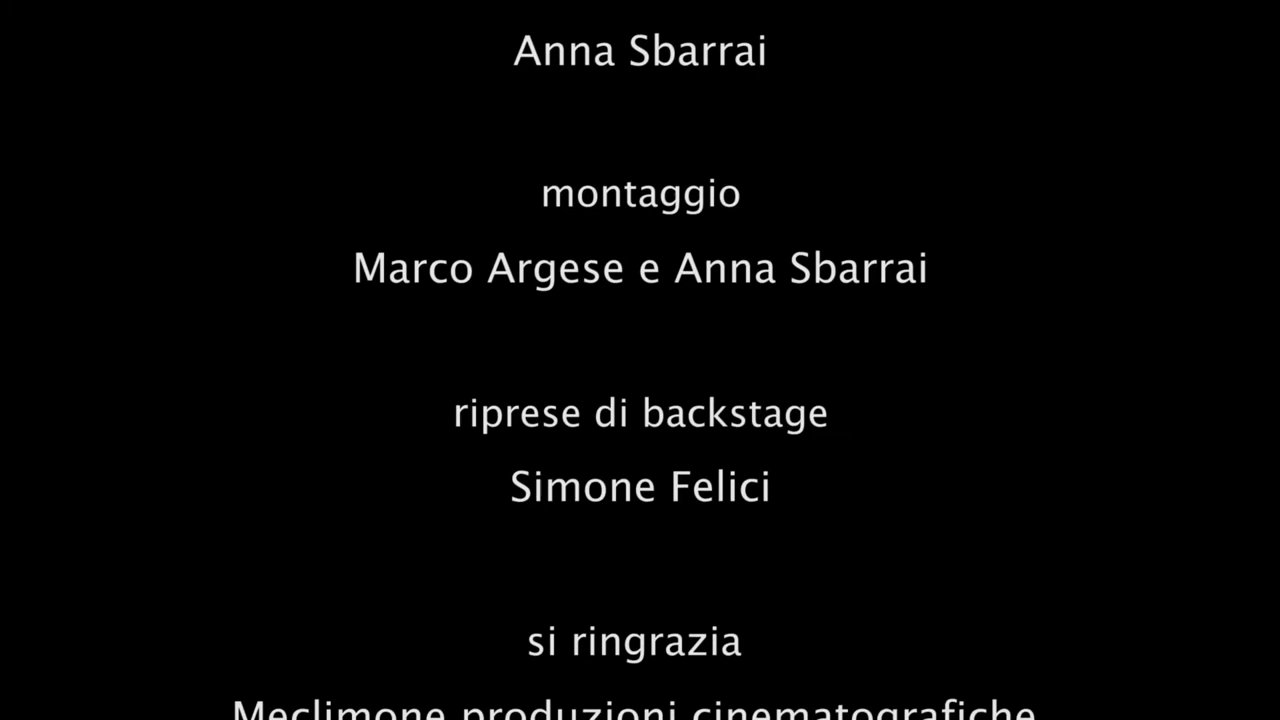 Anna Sbarrai
montaggio
Marco Argese e Anna Sbarrai
riprese di backstage
Simone Felici
si ringrazia
Meclimone produzioni cinematografiche